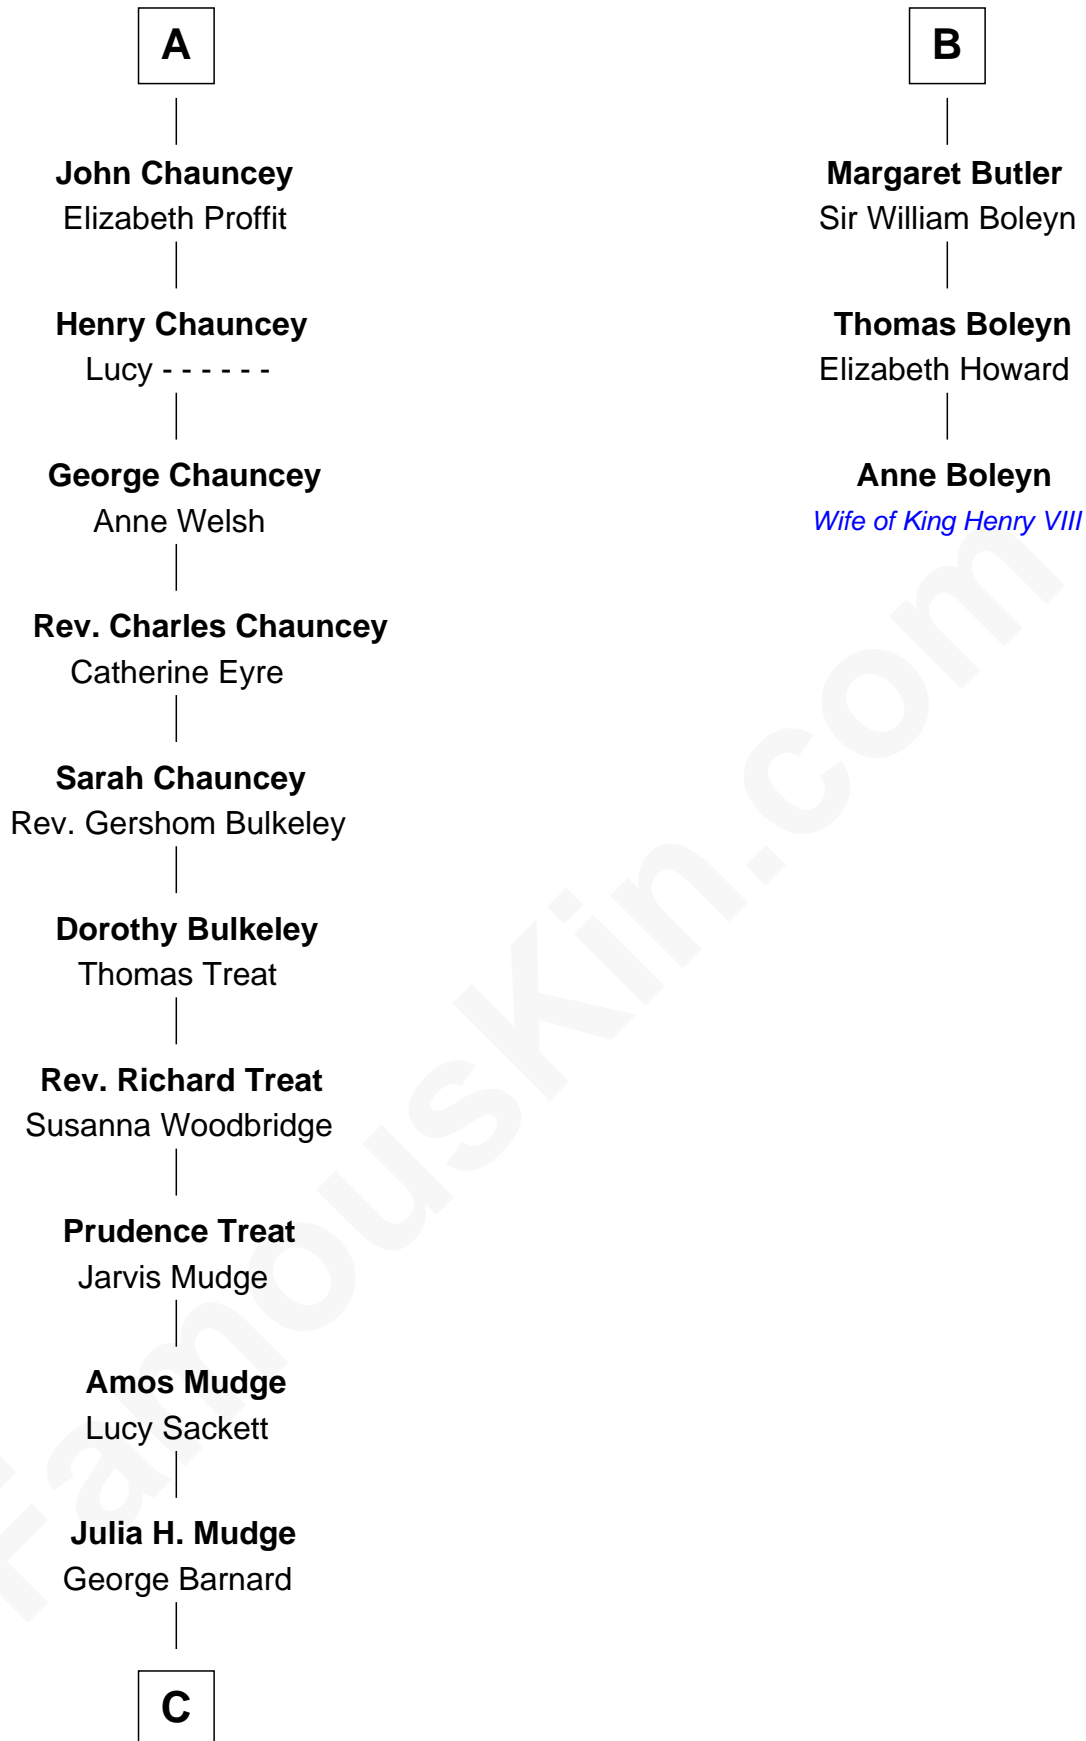 A
John Chauncey
Elizabeth Proffit
Henry Chauncey
Lucy - - - - - -
George Chauncey
Anne Welsh
Rev. Charles Chauncey
Catherine Eyre
Sarah Chauncey
Rev. Gershom Bulkeley
Dorothy Bulkeley
Thomas Treat
Rev. Richard Treat
Susanna Woodbridge
Prudence Treat
Jarvis Mudge
Amos Mudge
Lucy Sackett
Julia H. Mudge
George Barnard
C
B
Margaret Butler
Sir William Boleyn
Thomas Boleyn
Elizabeth Howard
Anne Boleyn
Wife of King Henry VIII
FamousKin.com